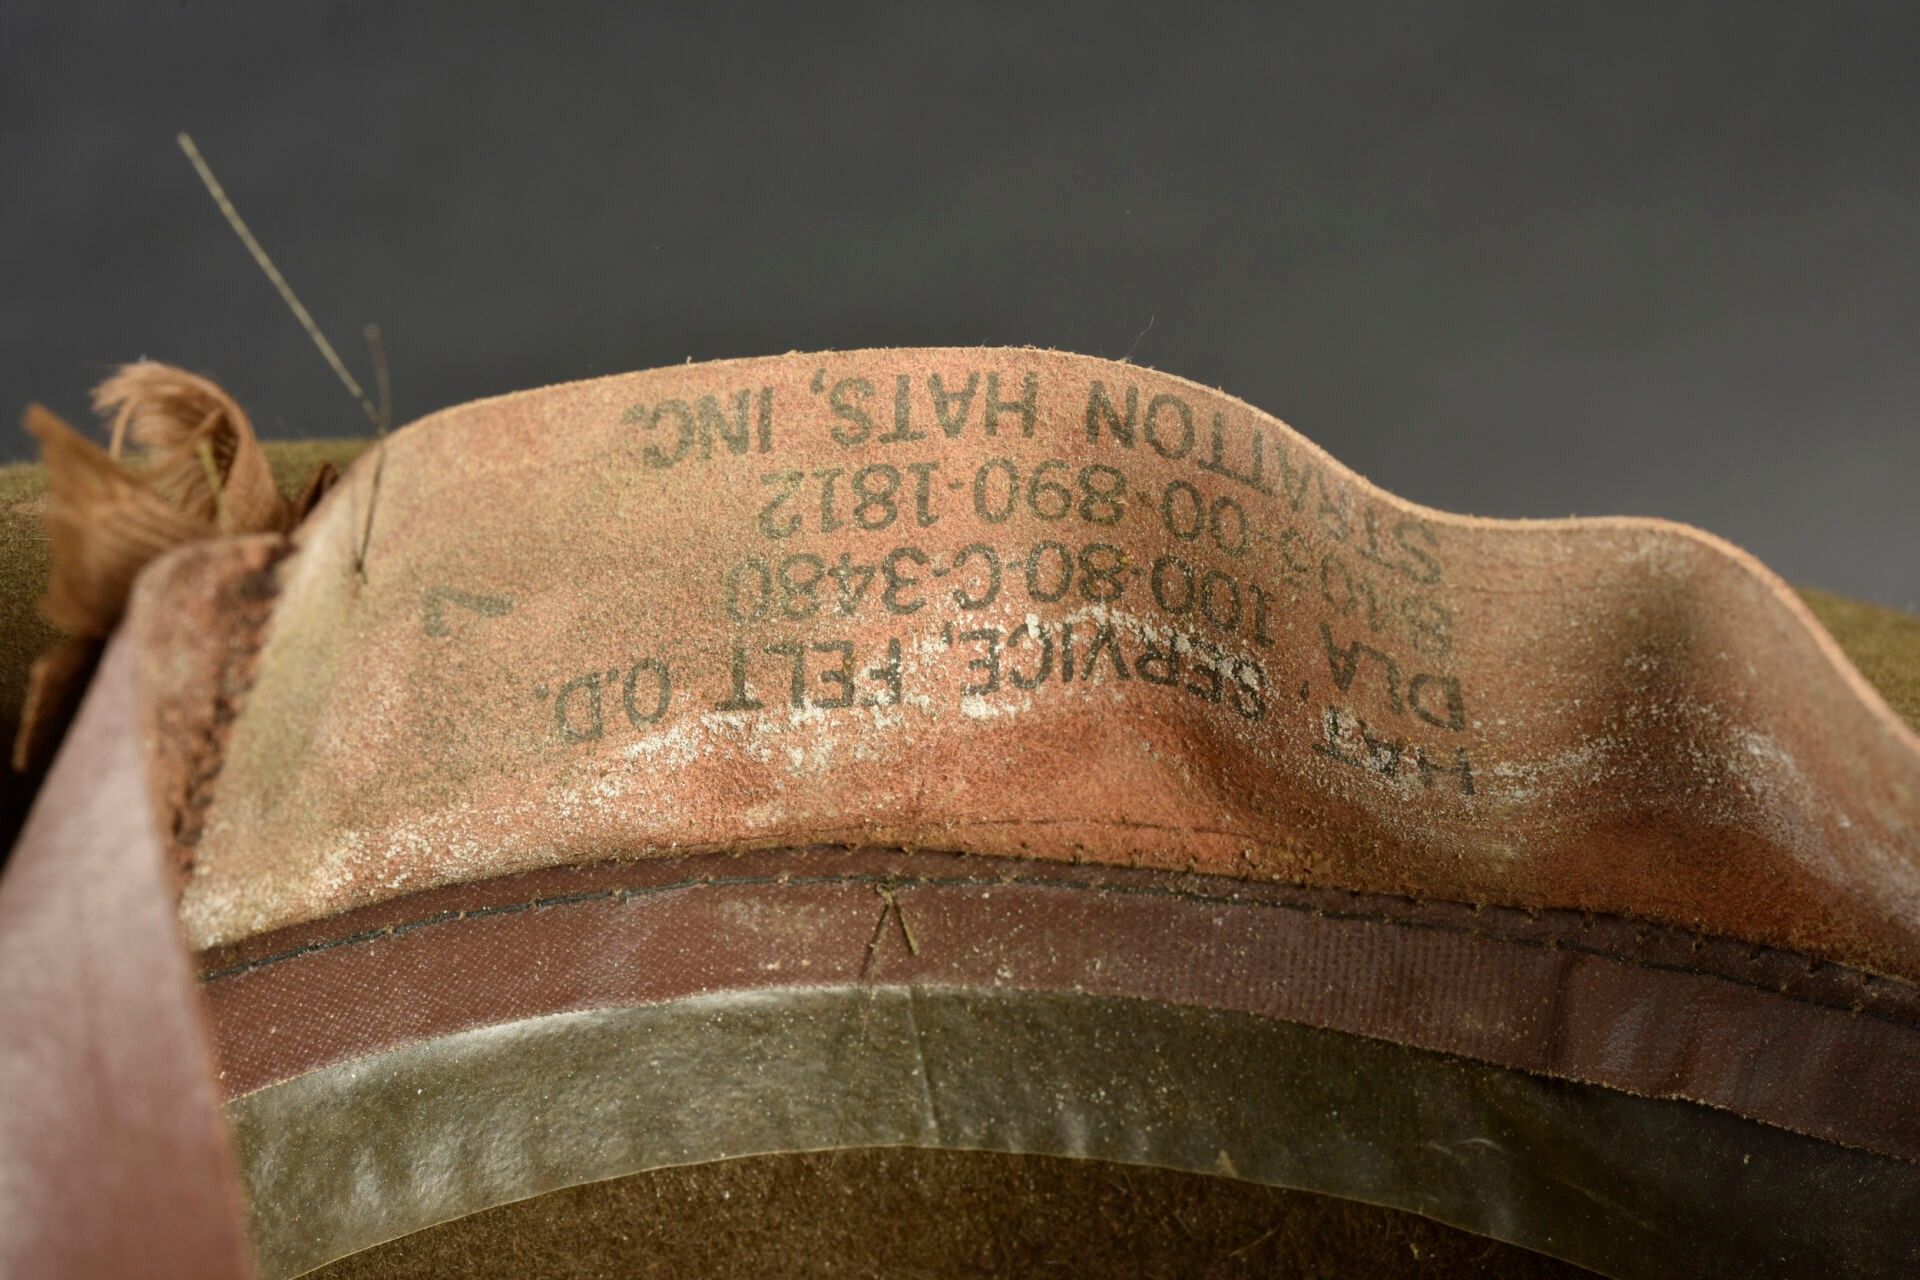 HAT, SERVICE, FELT O.D.
DLA 100-80-C-3480
8405-00-890-1812
STRATTON HATS, INC.
7